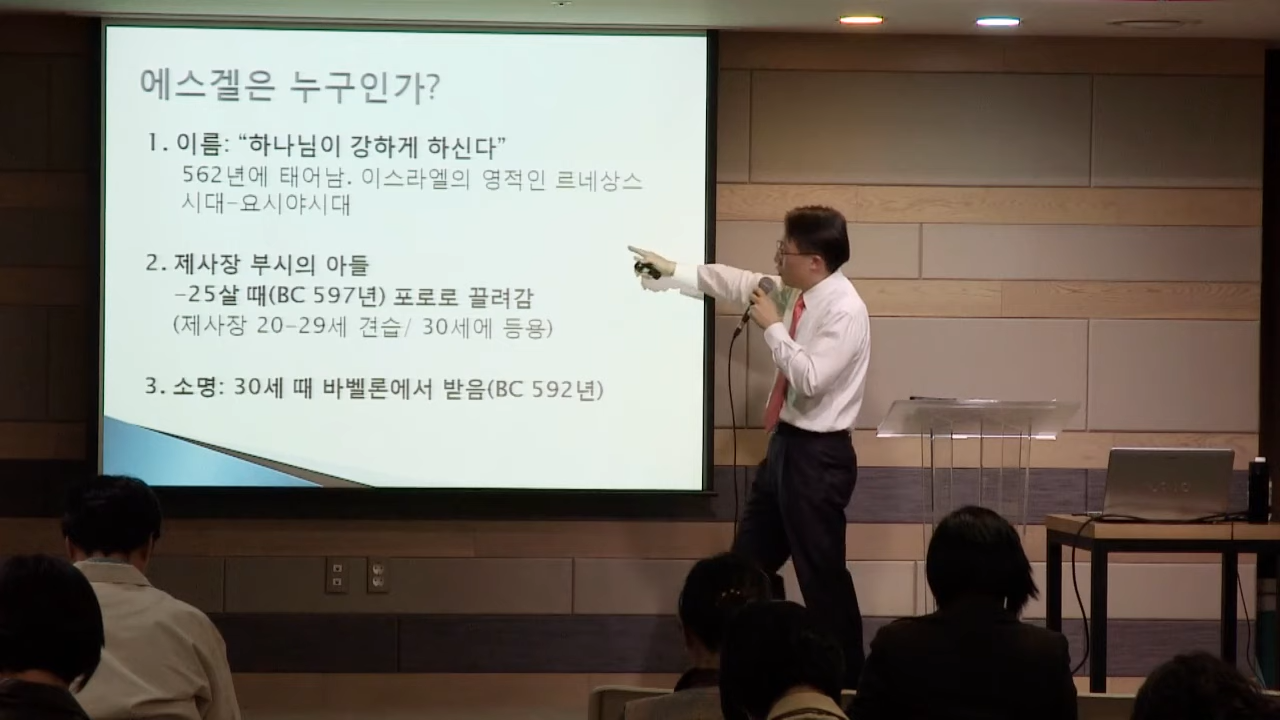 에스겔은 누구인가?
1. 이름: “하나님이 강하게 하신다”
562년에 태어남. 이스라엘의 영적인 르네상스
시대-요시야시대
2. 제사장 부시의 아들
-25살 때(BC 597년) 포로로 끌려감
(제사장 20-29세 견습/ 30세에 등용)
3. 소명: 30세 때 바벨론에서 받음(BC 592년)